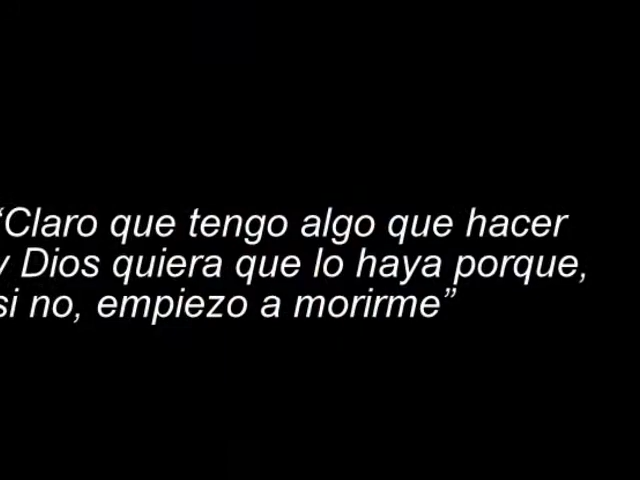 “Claro que tengo algo que hacer
y Dios quiera que lo haya porque,
si no, empiezo a morirme”